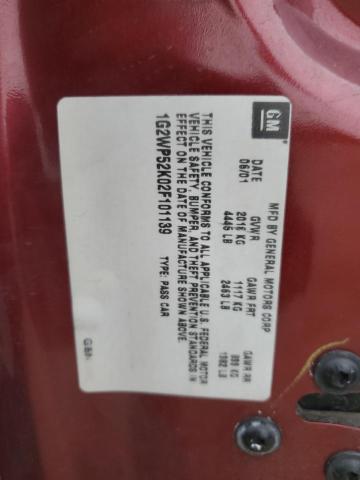 GM
MFD BY GENERAL MOTORS CORP
DATE GVWR GAWR FRT GAWR RR
06/01 2016 KG 1117 KG 899 KG
4445 LB 2463 LB 1982 LB
THIS VEHICLE CONFORMS TO ALL APPLICABLE U.S. FEDERAL MOTOR
VEHICLE SAFETY, BUMPER, AND THEFT PREVENTION STANDARDS IN
EFFECT ON THE DATE OF MANUFACTURE SHOWN ABOVE.
1G2WP52K02F101139 TYPE: PASS CAR